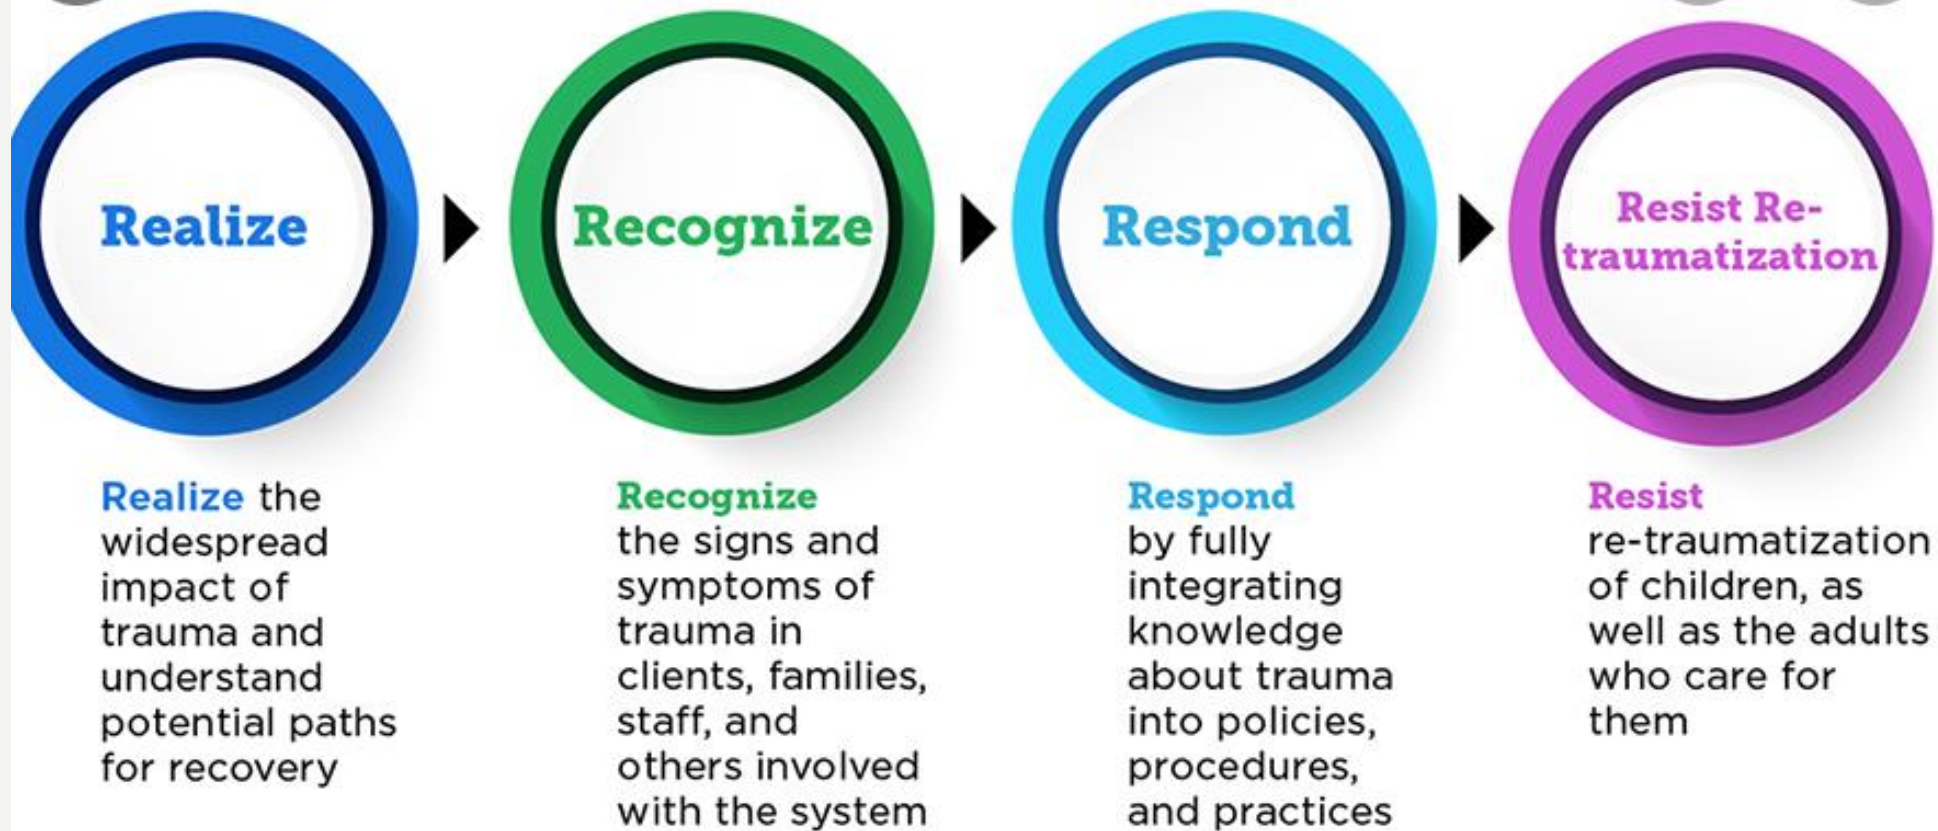 Realize
Recognize
Respond
Resist Re-
traumatization
Realize the
widespread
impact of
trauma and
understand
potential paths
for recovery
Recognize
the signs and
symptoms of
trauma in
clients, families,
staff, and
others involved
with the system
Respond
by fully
integrating
knowledge
about trauma
into policies,
procedures,
and practices
Resist
re-traumatization
of children, as
well as the adults
who care for
them